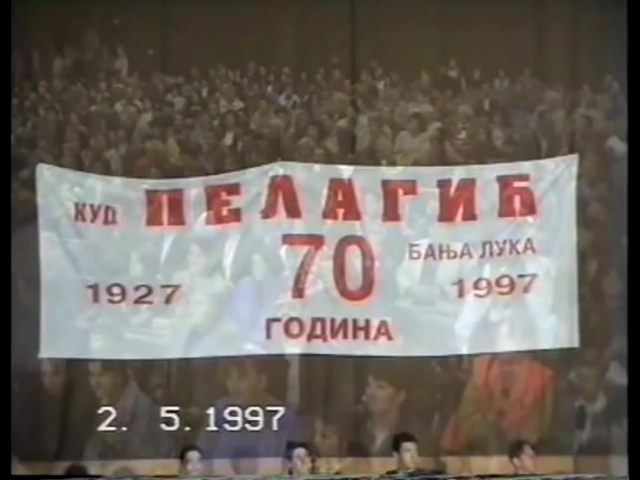 КУД ПЕЛАГИЋ
70
БАЊА ЛУКА
1927
1997
ГОДИНА
2. 5.1997